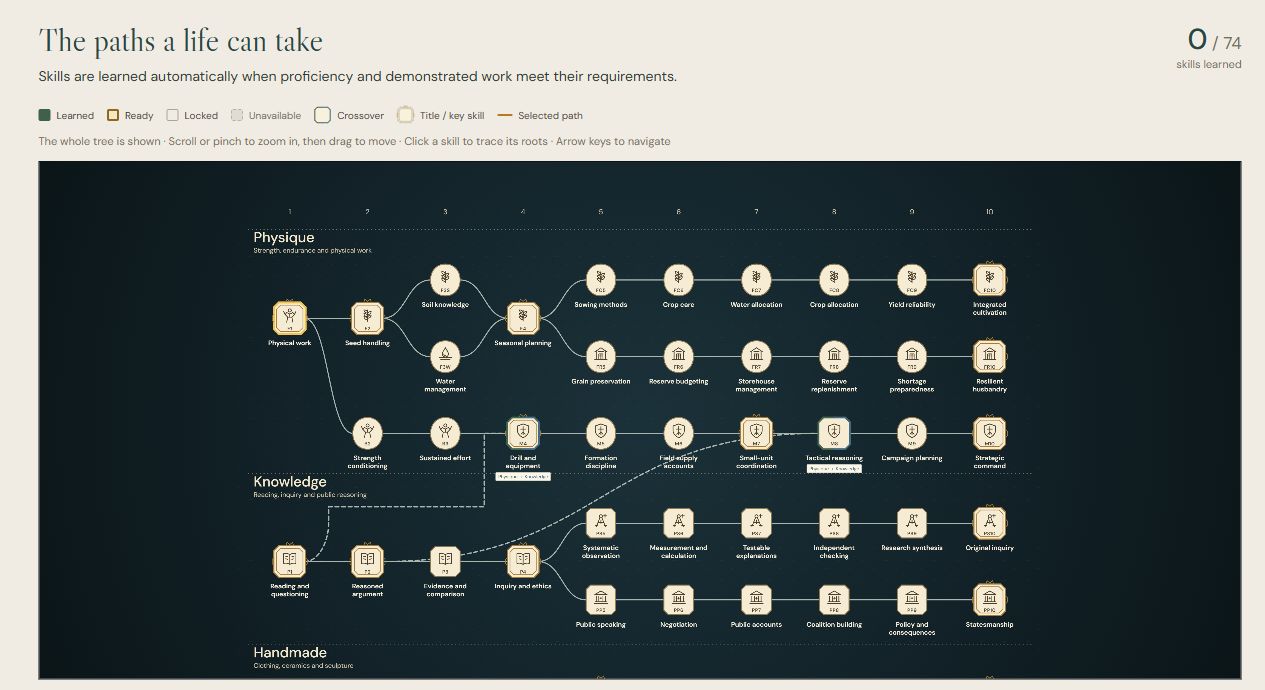 The paths a life can take
0 / 74
skills learned
Skills are learned automatically when proficiency and demonstrated work meet their requirements.
Learned
Ready
Locked
Unavailable
Crossover
Title / key skill
Selected path
The whole tree is shown · Scroll or pinch to zoom in, then drag to move · Click a skill to trace its roots · Arrow keys to navigate
1 2 3 4 5 6 7 8 9 10
Physique
Strength, endurance and physical work
Soil knowledge
Sowing methods
Crop care
Water allocation
Crop allocation
Yield reliability
Integrated
cultivation
Physical work
Seed handling
Seasonal planning
Water
management
Grain preservation
Reserve budgeting
Storehouse
management
Reserve
replenishment
Shortage
preparedness
Resilient
husbandry
Strength
conditioning
Sustained effort
Drill and
equipment
Formation
discipline
Field supply
accounts
Small-unit
coordination
Tactical reasoning
Campaign planning
Strategic
command
Knowledge
Reading, inquiry and public reasoning
Systematic
observation
Measurement and
calculation
Testable
explanations
Independent
checking
Research synthesis
Original inquiry
Reading and
questioning
Reasoned
argument
Evidence and
comparison
Inquiry and ethics
Public speaking
Negotiation
Public accounts
Coalition building
Policy and
consequences
Statesmanship
Handmade
Clothing, ceramics and sculpture